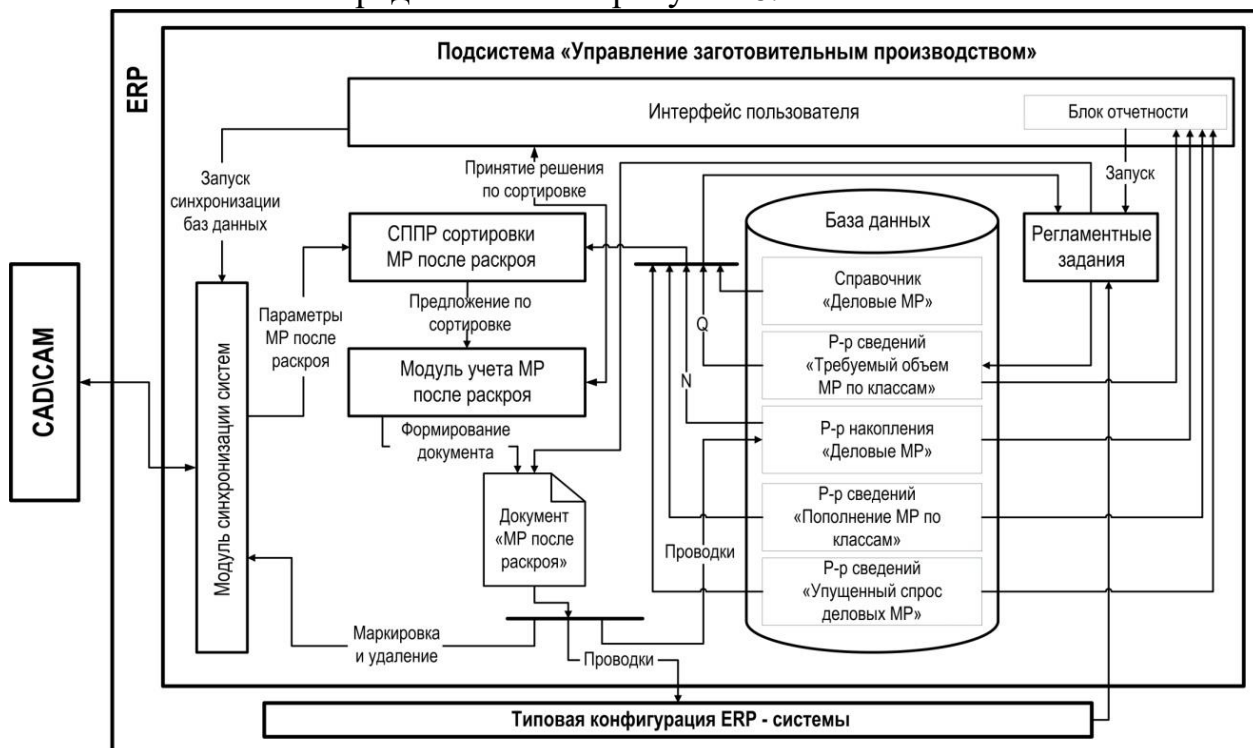 ERP
Подсистема «Управление заготовительным производством»
Интерфейс пользователя
Блок отчетности
Запуск
синхронизации
баз данных
Принятие решения
по сортировке
Запуск
СППР сортировки
МР после раскроя
База данных
Регламентные
задания
CAD\CAM
Модуль синхронизации систем
Параметры
МР после
раскроя
Предложение по
сортировке
Справочник
«Деловые МР»
Q
N
Модуль учета МР
после раскроя
Р-р сведений
«Требуемый объем
МР по классам»
Формирование
документа
Р-р накопления
«Деловые МР»
Документ
«МР после
раскроя»
Р-р сведений
«Пополнение МР по
классам»
Проводки
Р-р сведений
«Упущенный спрос
деловых МР»
Маркировка
и удаление
Проводки
Типовая конфигурация ERP - системы